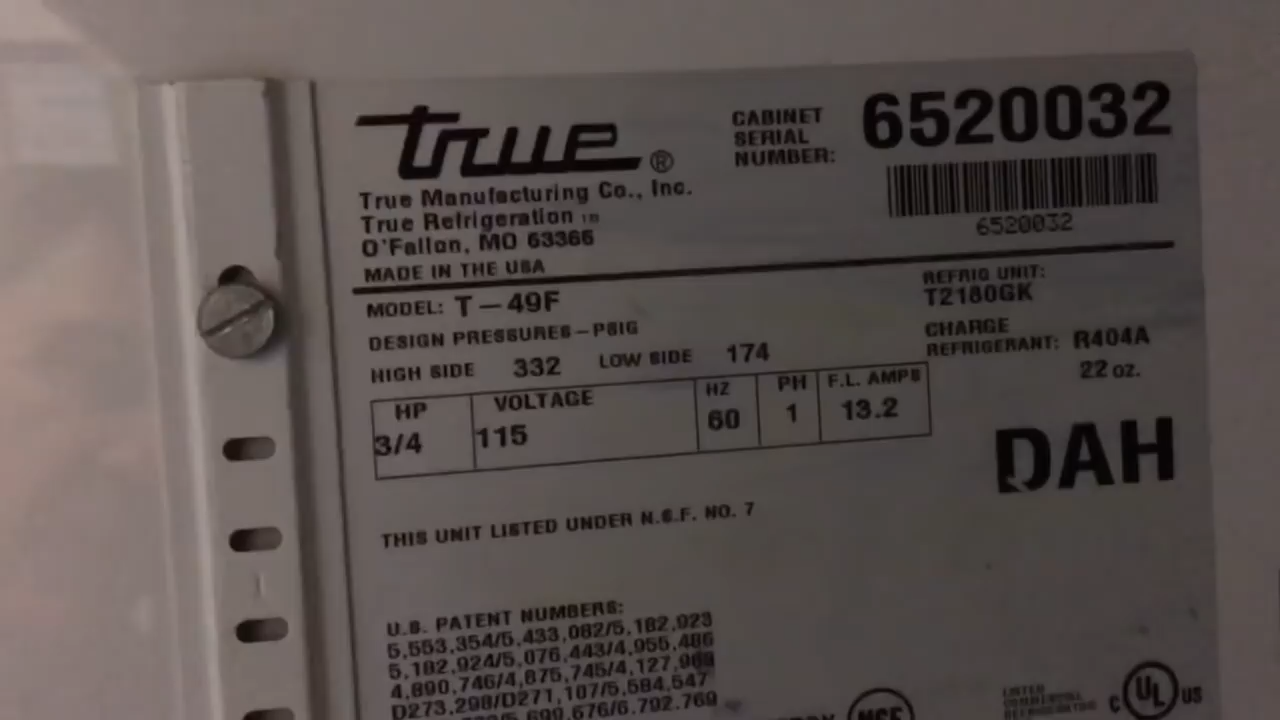 true®
True Manufacturing Co., Inc.
True Refrigeration
O'Fallon, MO 63366
MADE IN THE USA
CABINET
SERIAL
NUMBER:
6520032
6520032
MODEL: T-49F
DESIGN PRESSURES-PSIG
HIGH SIDE 332 LOW SIDE 174
REFRIG UNIT:
T2180GK
CHARGE
REFRIGERANT: R404A
22 oz.
HP VOLTAGE HZ PH F.L. AMPS
3/4 115 60 1 13.2
DAH
THIS UNIT LISTED UNDER N.S.F. NO. 7
U.S. PATENT NUMBERS:
5,553,354/5,433,082/5,182,923
5,182,924/5,076,443/4,955,486
4,890,746/4,875,745/4,127,
D273,298/D271,107/5,584,547
699,676/6,792,769
NSF
LISTED
COMMERCIAL
REFRIGERATOR
C UL US